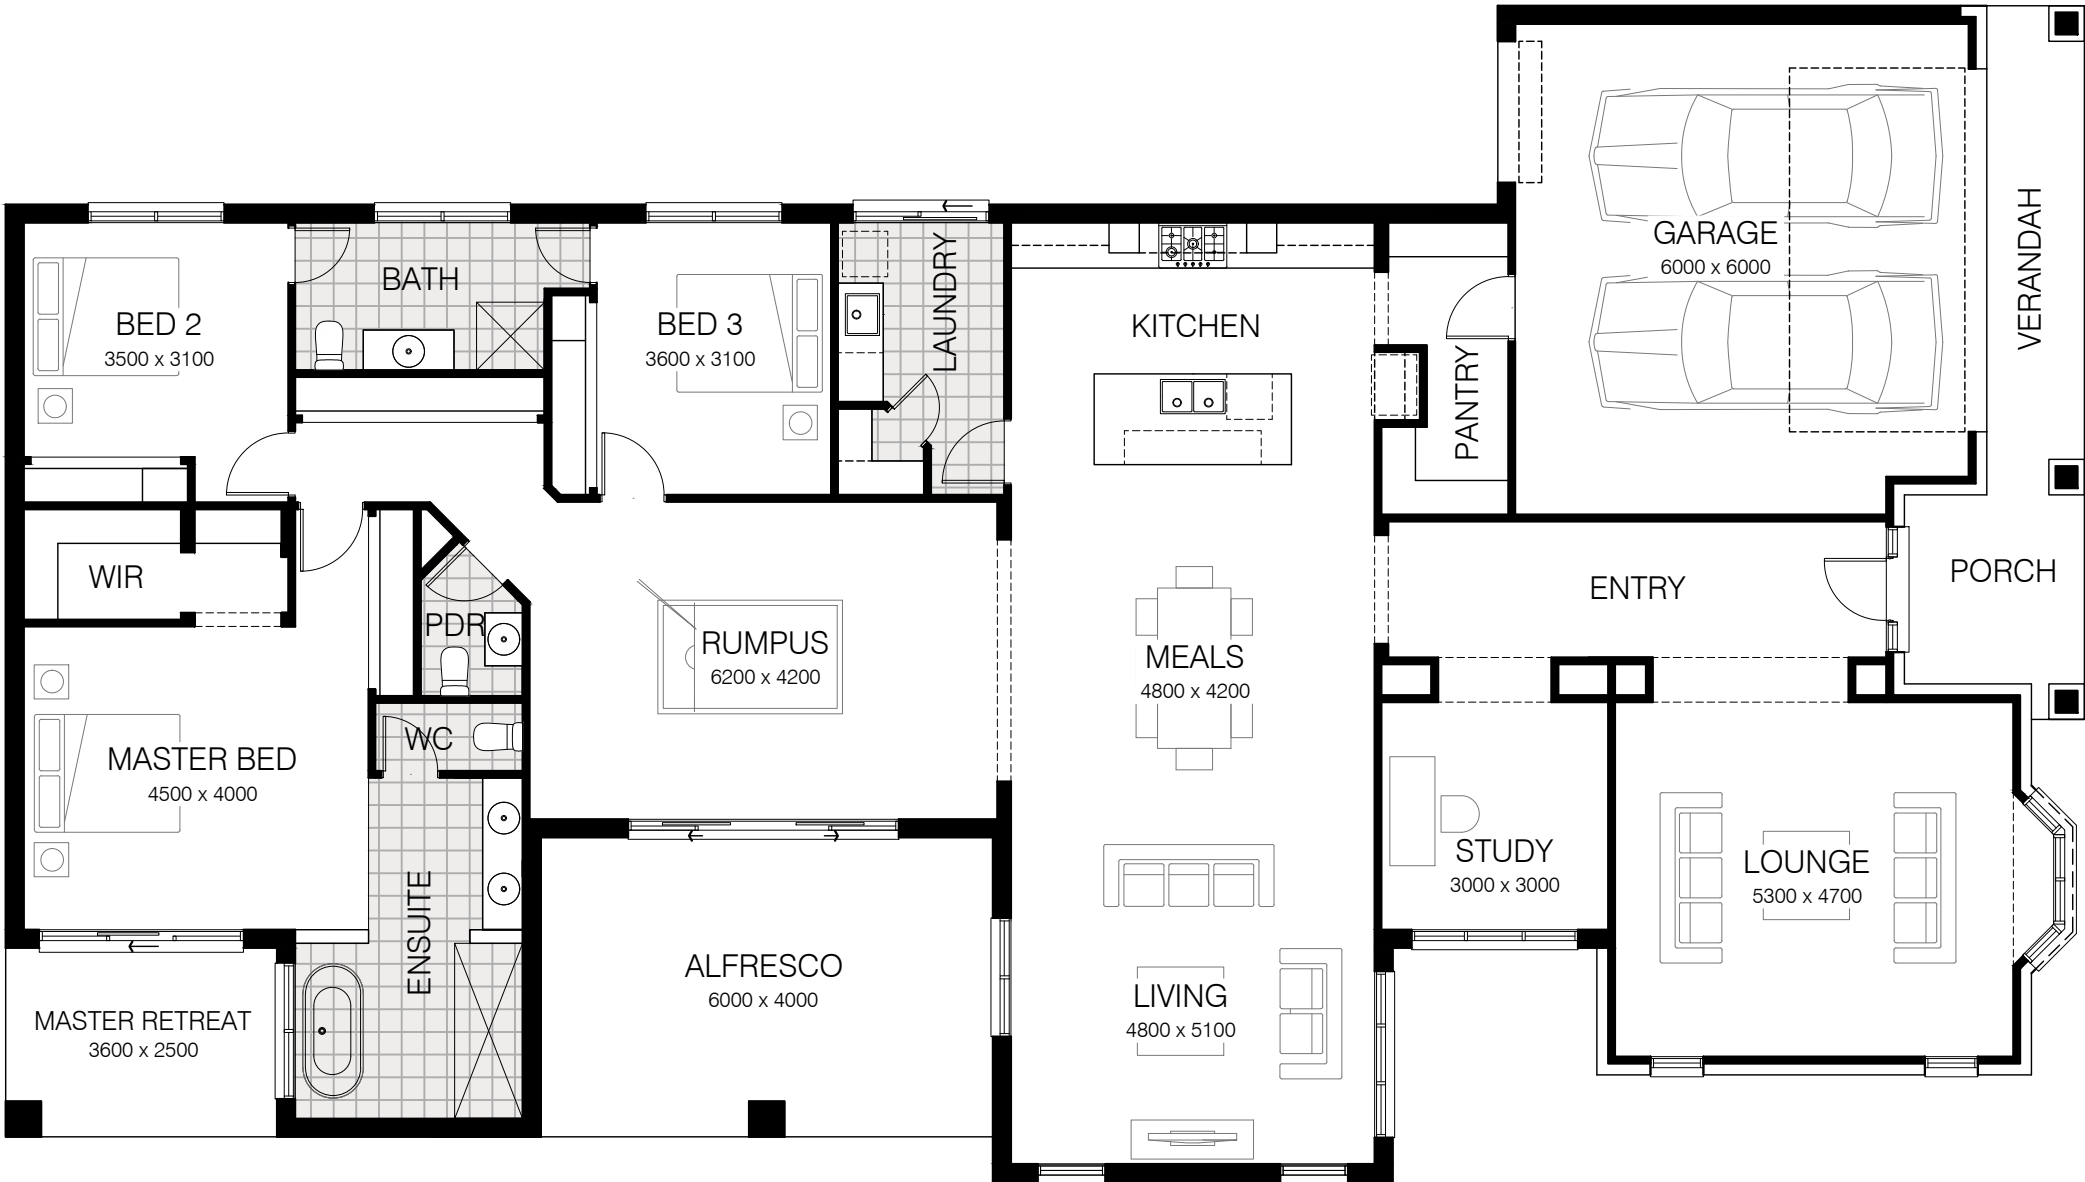 GARAGE
6000 x 6000
VERANDAH
BATH
LAUNDRY
BED 2
3500 x 3100
BED 3
3600 x 3100
KITCHEN
PANTRY
WIR
PDR
RUMPUS
6200 x 4200
MEALS
4800 x 4200
ENTRY
PORCH
MASTER BED
4500 x 4000
WC
ENSUITE
STUDY
3000 x 3000
LOUNGE
5300 x 4700
ALFRESCO
6000 x 4000
LIVING
4800 x 5100
MASTER RETREAT
3600 x 2500